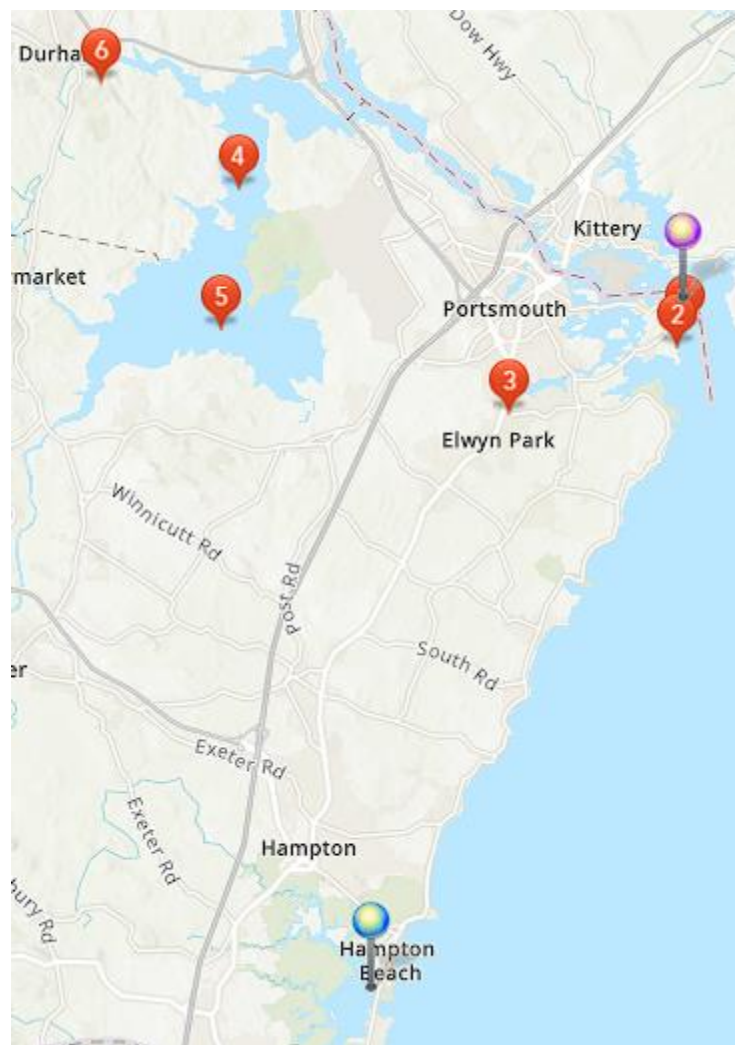 Dow Hwy
Durha
6
4
Kittery
rmarket
5
Portsmouth
2
3
Elwyn Park
Winnicutt Rd
Post Rd
South Rd
er
Exeter Rd
Exeter Rd
Hampton
bury Rd
Hampton
Beach